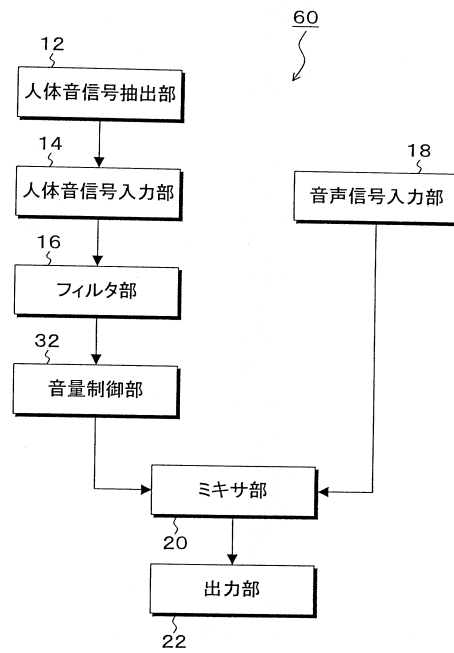 60
12
人体音信号抽出部
14
人体音信号入力部
18
音声信号入力部
16
フィルタ部
32
音量制御部
ミキサ部
20
出力部
22